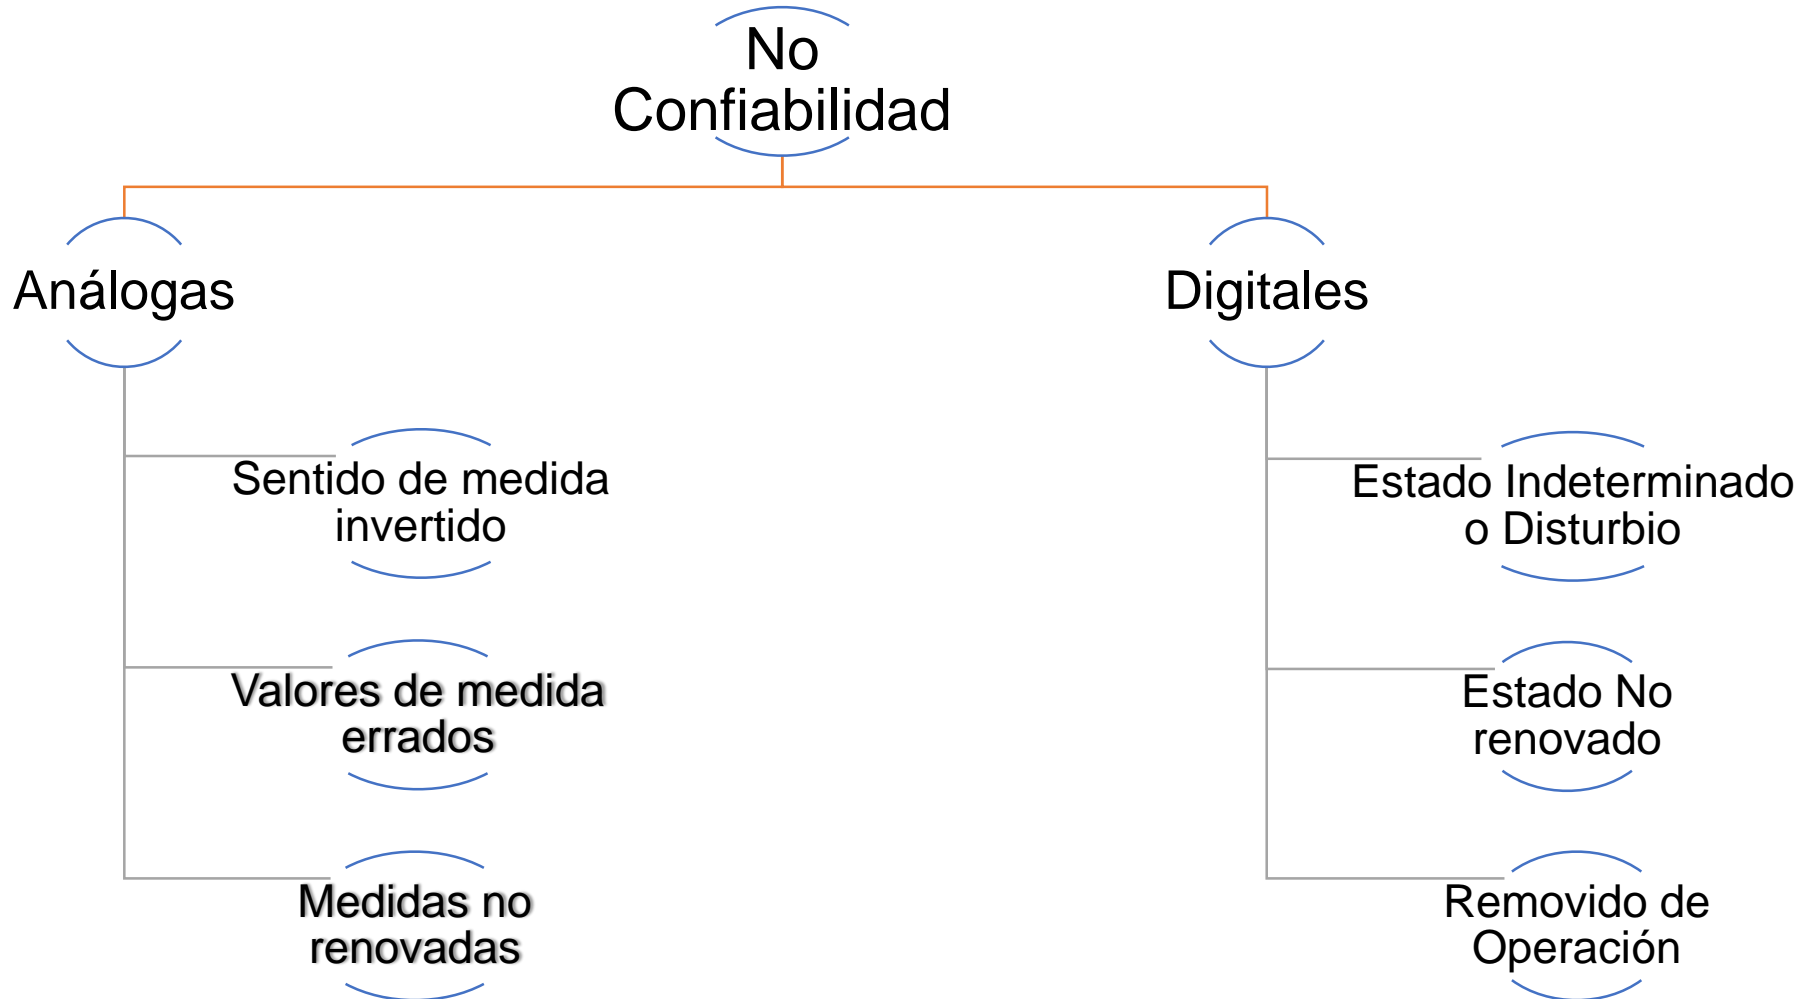 No
Confiabilidad
Análogas
Sentido de medida
invertido
Valores de medida
errados
Medidas no
renovadas
Digitales
Estado Indeterminado
o Disturbio
Estado No
renovado
Removido de
Operación